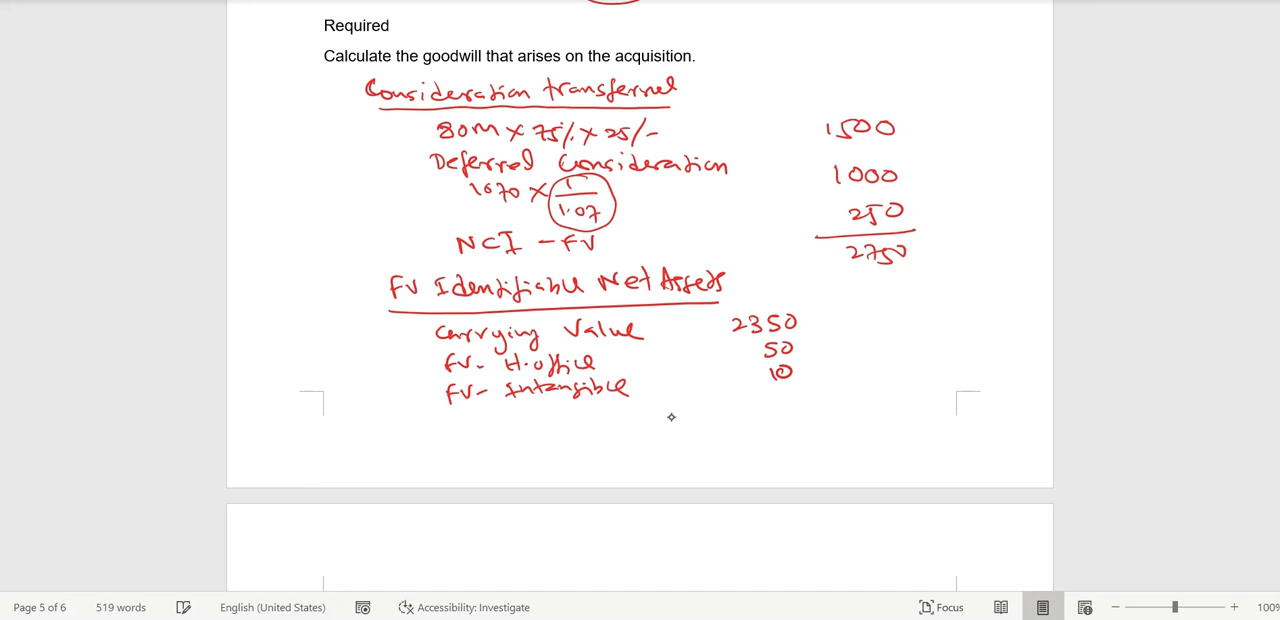 Required
Calculate the goodwill that arises on the acquisition.
Consideration transferred
80m × 75% × 25/- 1500
Deferred Consideration 1000
1070 × 1/1.07 250
NCI - FV 2750
FV Identifiable Net Assets
Carrying Value 2350
FV- H.office 50
FV- Intangible 10
Page 5 of 6 519 words English (United States) Accessibility: Investigate Focus − + 100%